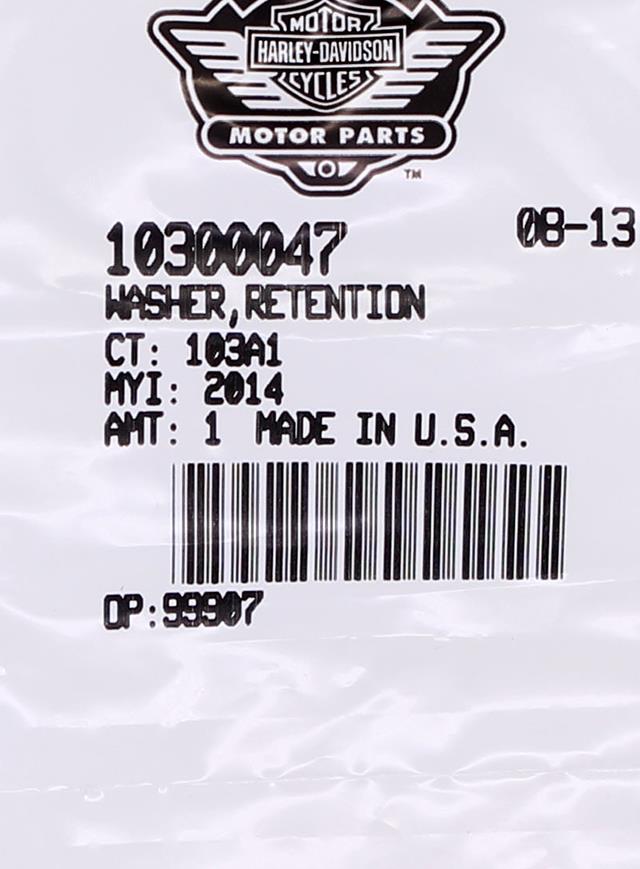 MOTOR
HARLEY-DAVIDSON
CYCLES
MOTOR PARTS
TM
08-13
10300047
WASHER,RETENTION
CT: 103A1
MYI: 2014
AMT: 1 MADE IN U.S.A.
OP:99907